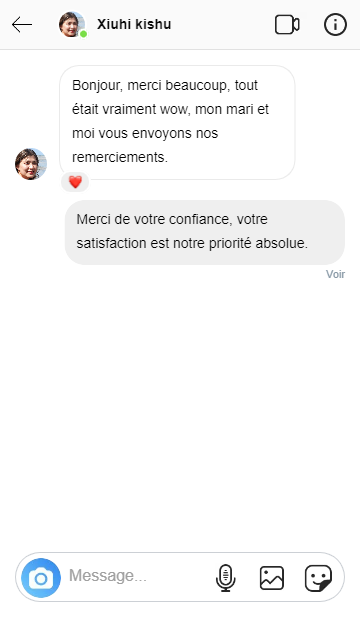 Xiuhi kishu
Bonjour, merci beaucoup, tout
était vraiment wow, mon mari et
moi vous envoyons nos
remerciements.
Merci de votre confiance, votre
satisfaction est notre priorité absolue.
Voir
Message...